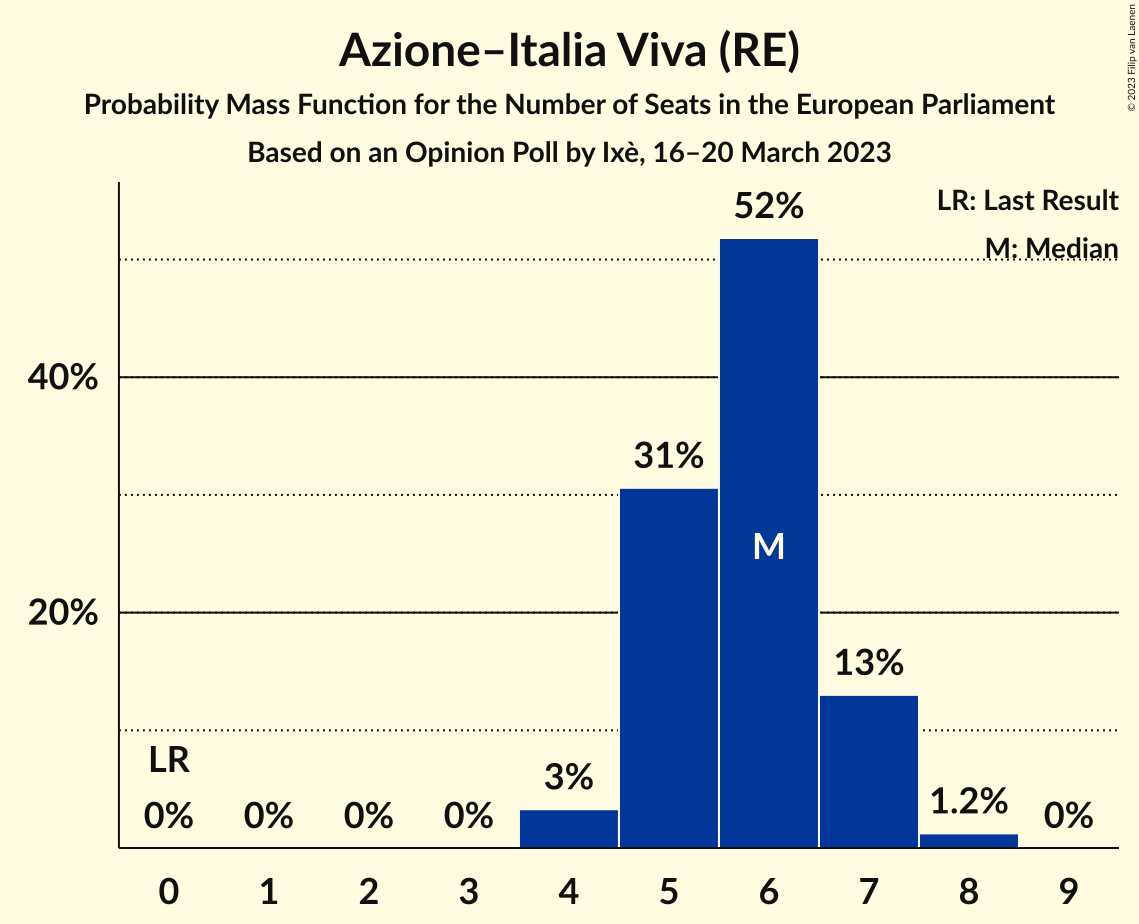 Azione–Italia Viva (RE)
Probability Mass Function for the Number of Seats in the European Parliament
Based on an Opinion Poll by Ixè, 16–20 March 2023
© 2023 Filip van Laenen
LR: Last Result
M: Median
52%
40%
31%
M
20%
13%
LR
3%
1.2%
0%
0%
0%
0%
0%
0 1 2 3 4 5 6 7 8 9